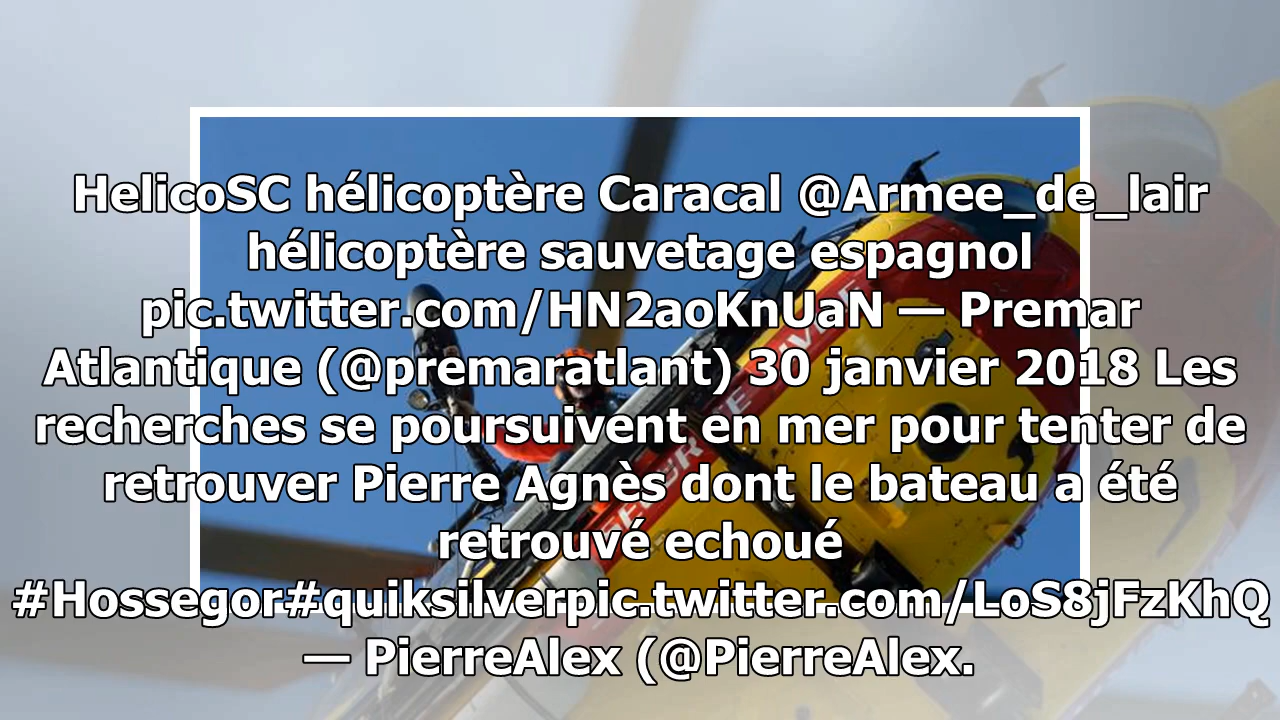 HelicoSC hélicoptère Caracal @Armee_de_lair
hélicoptère sauvetage espagnol
pic.twitter.com/HN2aoKnUaN — Premar
Atlantique (@premaratlant) 30 janvier 2018 Les
recherches se poursuivent en mer pour tenter de
retrouver Pierre Agnès dont le bateau a été
retrouvé echoué
#Hossegor#quiksilverpic.twitter.com/LoS8jFzKhQ
— PierreAlex (@PierreAlex.